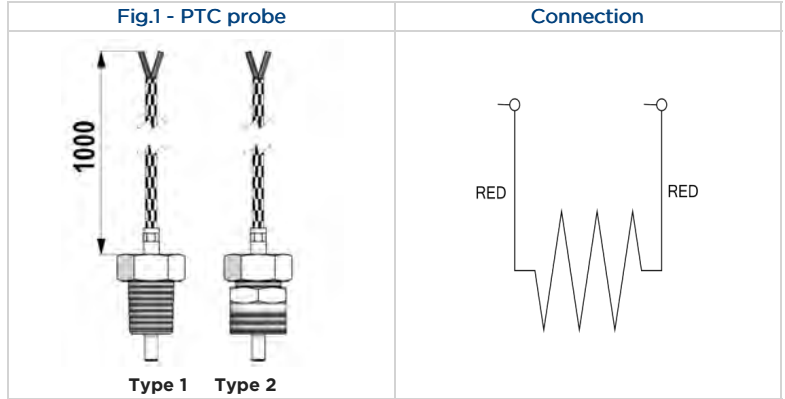 Fig.1 - PTC probe
Connection
1000
RED
RED
Type 1
Type 2